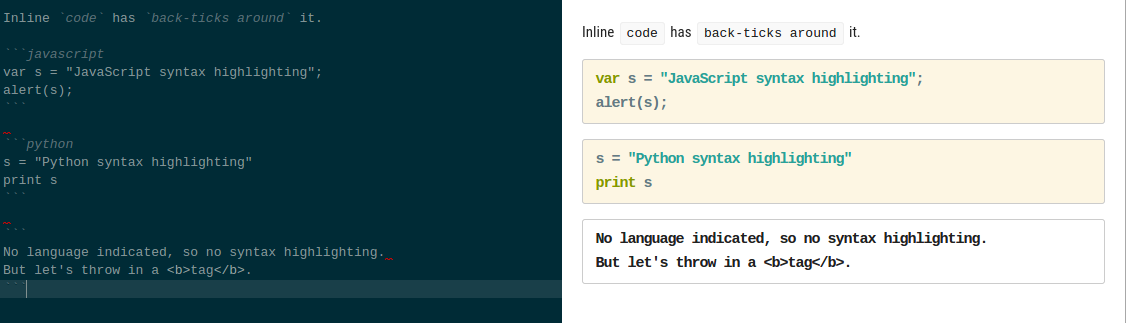 Inline `code` has `back-ticks around` it.
```javascript
var s = "JavaScript syntax highlighting";
alert(s);
```
```python
s = "Python syntax highlighting"
print s
```
```
No language indicated, so no syntax highlighting.
But let's throw in a <b>tag</b>.
```
Inline code has back-ticks around it.
var s = "JavaScript syntax highlighting";
alert(s);
s = "Python syntax highlighting"
print s
No language indicated, so no syntax highlighting.
But let's throw in a <b>tag</b>.